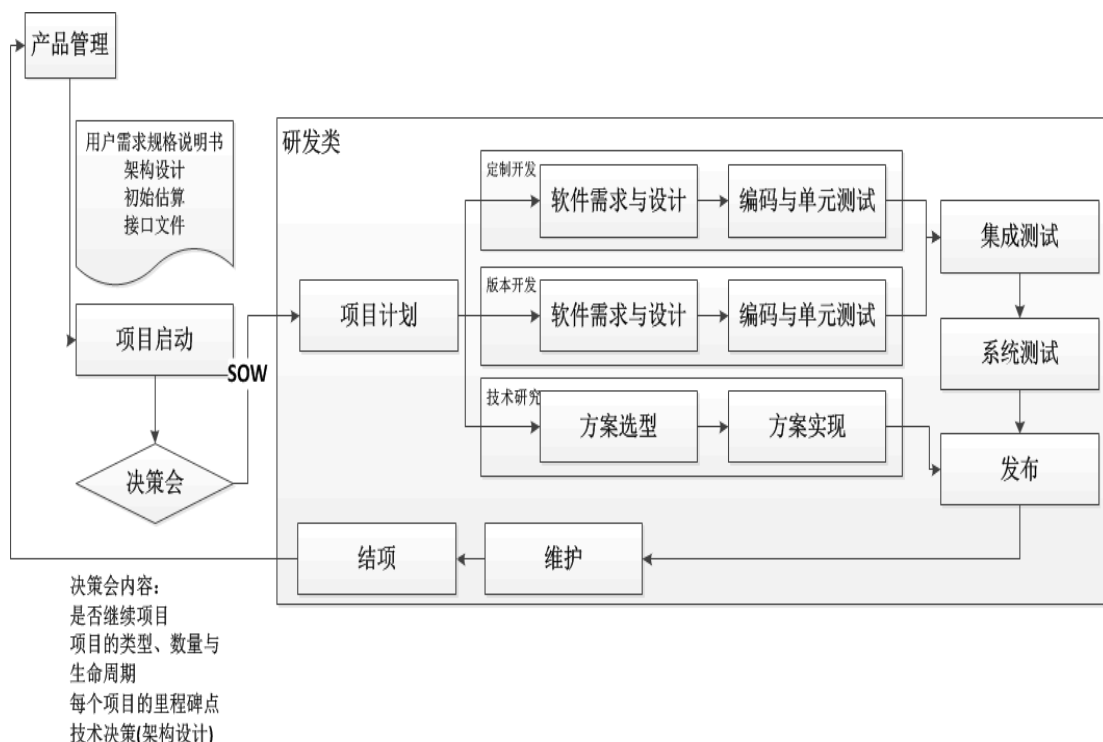 产品管理
用户需求规格说明书
架构设计
初始估算
接口文件
项目启动
SOW
决策会
研发类
项目计划
定制开发
软件需求与设计
编码与单元测试
版本开发
软件需求与设计
编码与单元测试
技术研究
方案选型
方案实现
集成测试
系统测试
发布
维护
结项
决策会内容：
是否继续项目
项目的类型、数量与
生命周期
每个项目的里程碑点
技术决策(架构设计)